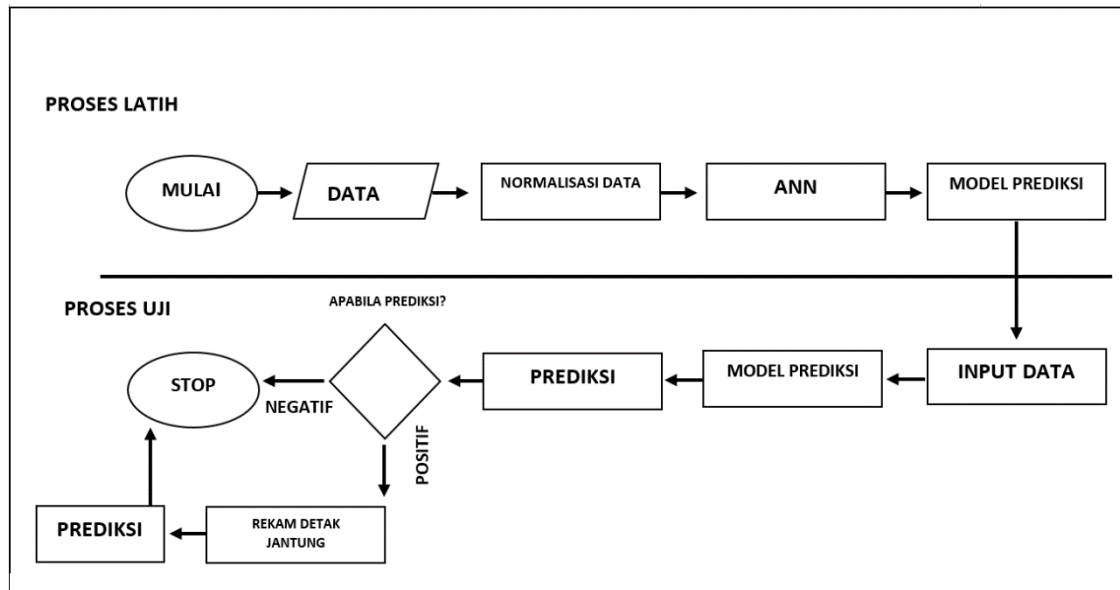 PROSES LATIH
MULAI
DATA
NORMALISASI DATA
ANN
MODEL PREDIKSI
PROSES UJI
APABILA PREDIKSI?
STOP
NEGATIF
POSITIF
PREDIKSI
MODEL PREDIKSI
INPUT DATA
PREDIKSI
REKAM DETAK
JANTUNG